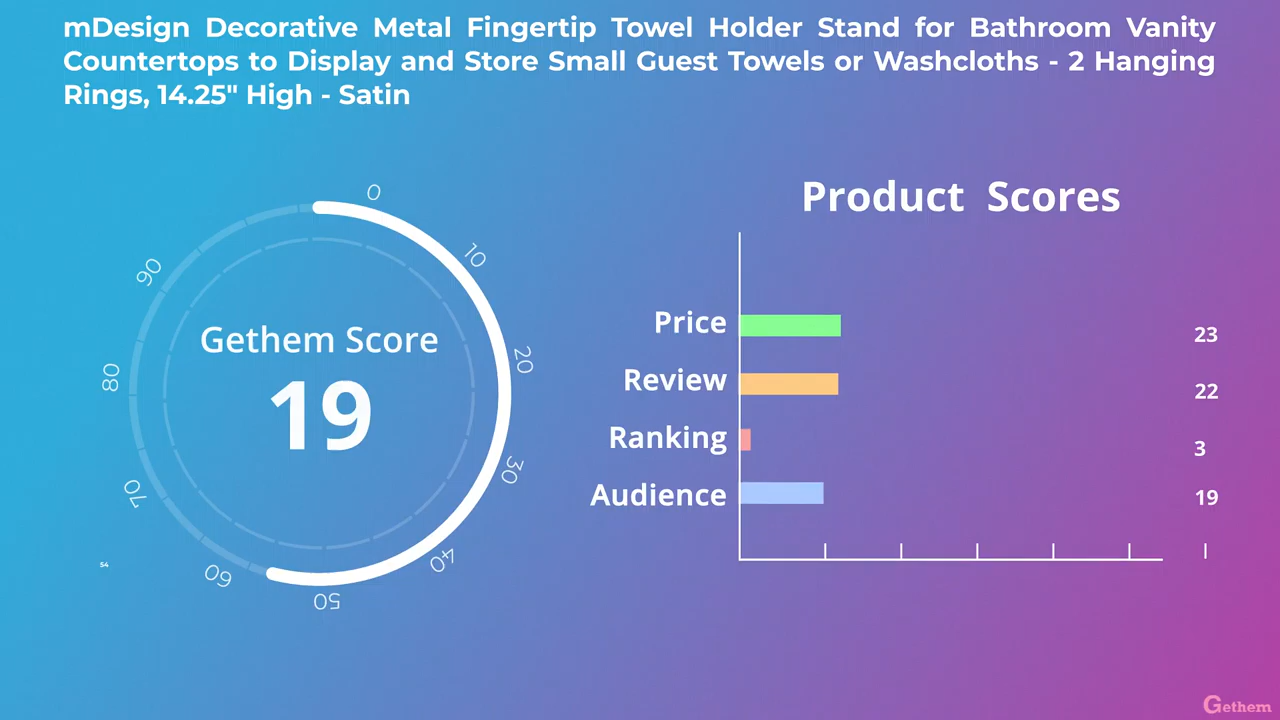 mDesign Decorative Metal Fingertip Towel Holder Stand for Bathroom Vanity
Countertops to Display and Store Small Guest Towels or Washcloths - 2 Hanging
Rings, 14.25" High - Satin
Product Scores
Gethem Score
19
0
10
20
30
40
50
60
70
80
90
54
Price
23
Review
22
Ranking
3
Audience
19
Gethem